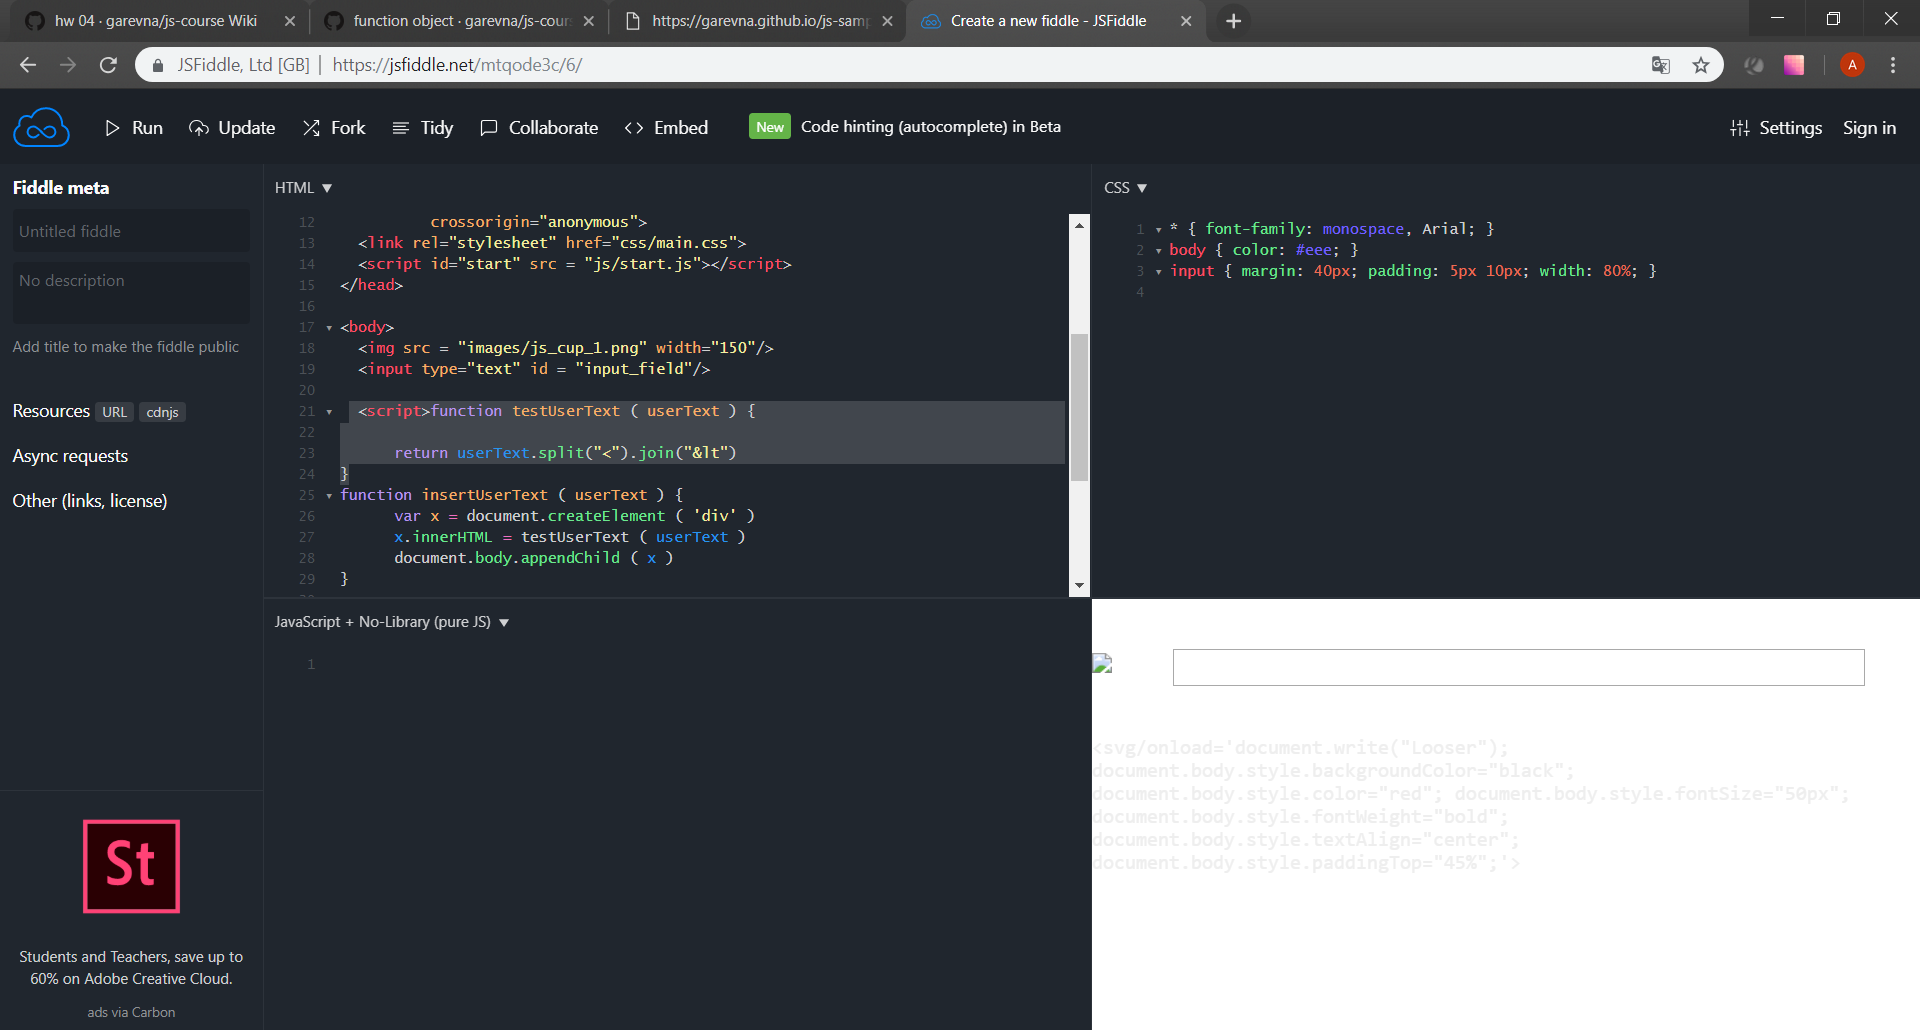 hw 04 · garevna/js-course Wiki
function object · garevna/js-cours
https://garevna.github.io/js-samp
Create a new fiddle - JSFiddle
JSFiddle, Ltd [GB] | https://jsfiddle.net/mtqode3c/6/
A
Run
Update
Fork
Tidy
Collaborate
Embed
New
Code hinting (autocomplete) in Beta
Settings
Sign in
Fiddle meta
Untitled fiddle
No description
Add title to make the fiddle public
Resources URL cdnjs
Async requests
Other (links, license)
St
Students and Teachers, save up to
60% on Adobe Creative Cloud.
ads via Carbon
HTML ▼
12 crossorigin="anonymous">
13 <link rel="stylesheet" href="css/main.css">
14 <script id="start" src = "js/start.js"></script>
15 </head>
16
17 <body>
18 <img src = "images/js_cup_1.png" width="150"/>
19 <input type="text" id = "input_field"/>
20
21 <script>function testUserText ( userText ) {
22
23 return userText.split("<").join("&lt")
24 }
25 function insertUserText ( userText ) {
26 var x = document.createElement ( 'div' )
27 x.innerHTML = testUserText ( userText )
28 document.body.appendChild ( x )
29 }
CSS ▼
1 * { font-family: monospace, Arial; }
2 body { color: #eee; }
3 input { margin: 40px; padding: 5px 10px; width: 80%; }
4
JavaScript + No-Library (pure JS) ▼
1
<svg/onload='document.write("Looser");
document.body.style.backgroundColor="black";
document.body.style.color="red"; document.body.style.fontSize="50px";
document.body.style.fontWeight="bold";
document.body.style.textAlign="center";
document.body.style.paddingTop="45%";'>